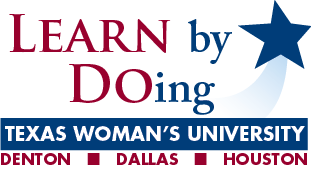 LEARN by
DOing
TEXAS WOMAN'S UNIVERSITY
DENTON ■ DALLAS ■ HOUSTON